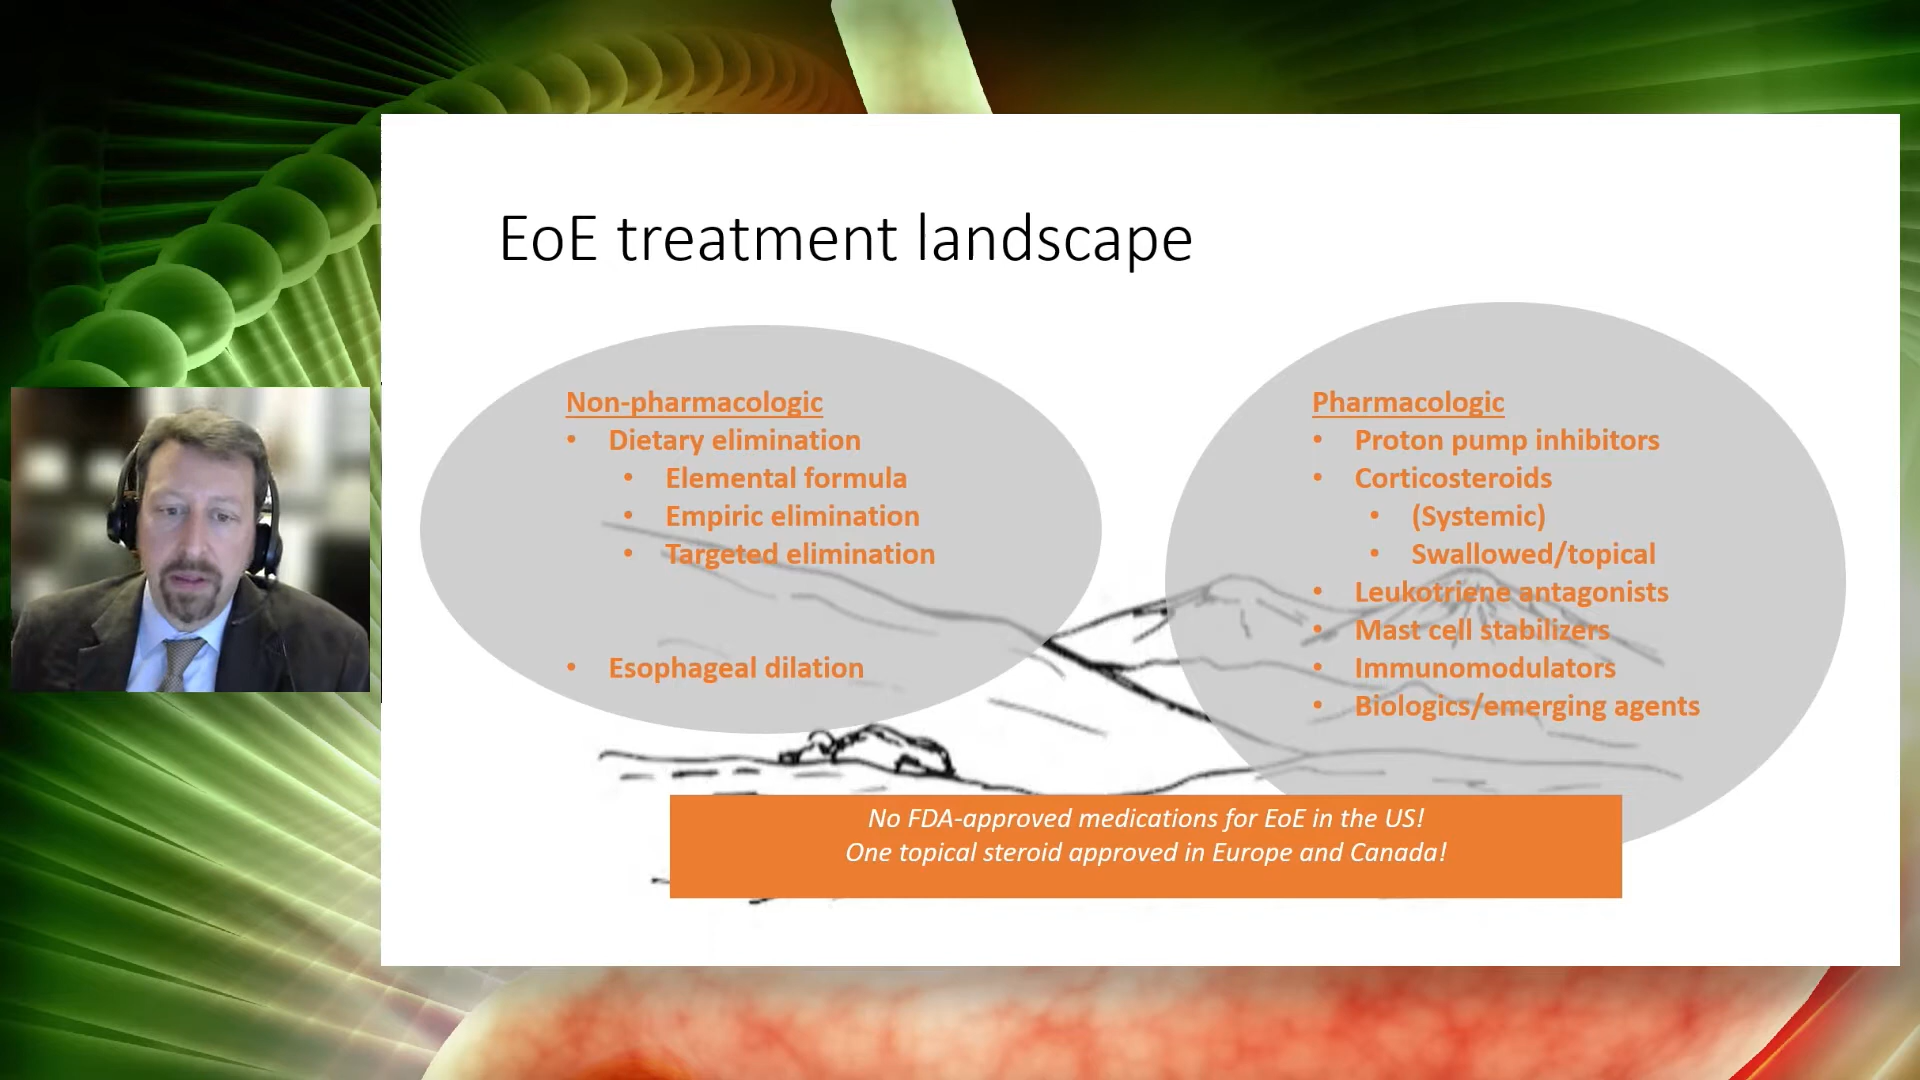 EoE treatment landscape
Non-pharmacologic
• Dietary elimination
• Elemental formula
• Empiric elimination
• Targeted elimination
• Esophageal dilation
Pharmacologic
• Proton pump inhibitors
• Corticosteroids
• (Systemic)
• Swallowed/topical
• Leukotriene antagonists
• Mast cell stabilizers
• Immunomodulators
• Biologics/emerging agents
No FDA-approved medications for EoE in the US!
One topical steroid approved in Europe and Canada!